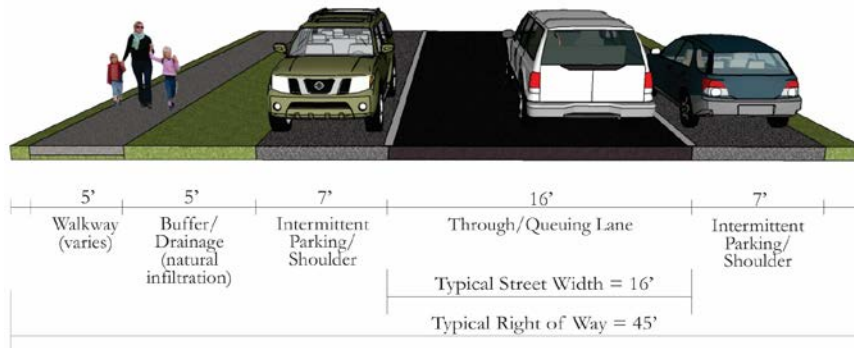 5’ 5’ 7’ 16’ 7’
Walkway
(varies)
Buffer/
Drainage
(natural
infiltration)
Intermittent
Parking/
Shoulder
Through/Queuing Lane
Intermittent
Parking/
Shoulder
Typical Street Width = 16’
Typical Right of Way = 45’